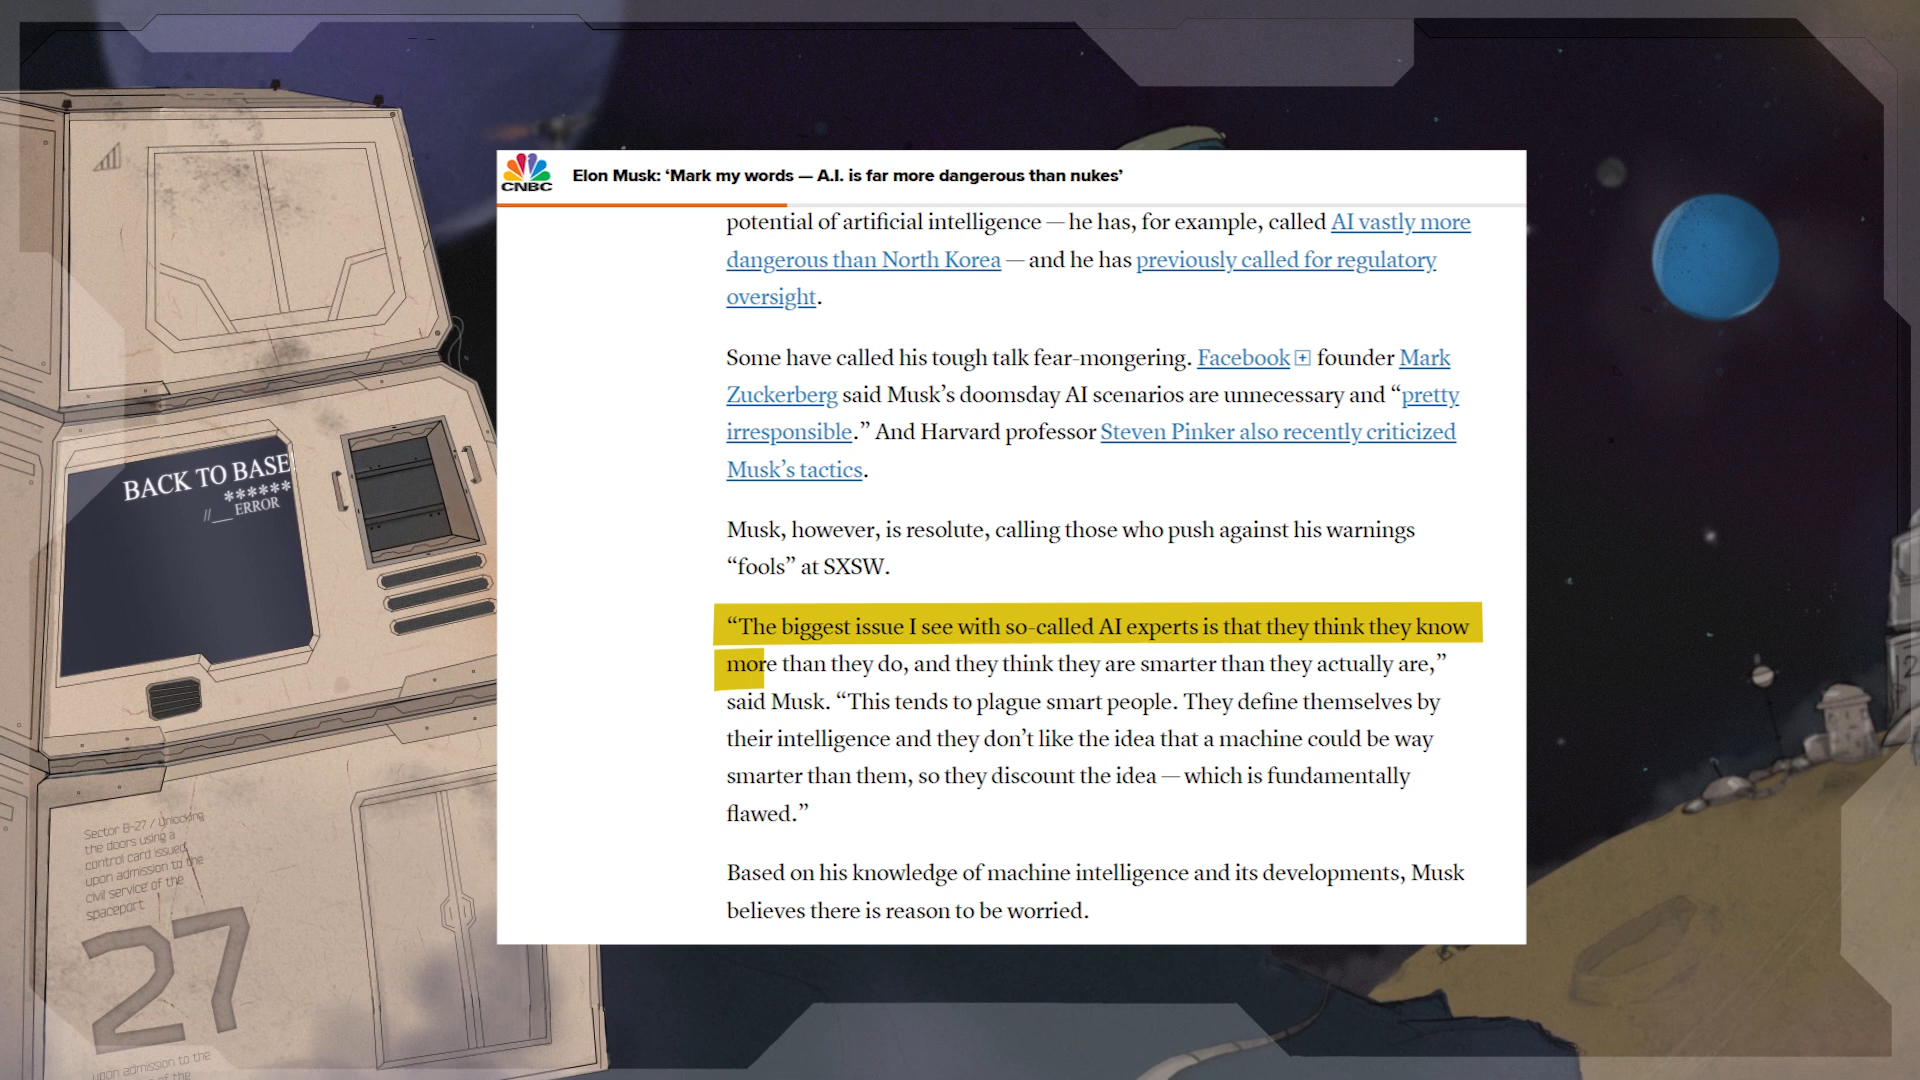 CNBC
Elon Musk: ‘Mark my words — A.I. is far more dangerous than nukes’
potential of artificial intelligence — he has, for example, called AI vastly more
dangerous than North Korea — and he has previously called for regulatory
oversight.
Some have called his tough talk fear-mongering. Facebook founder Mark
Zuckerberg said Musk’s doomsday AI scenarios are unnecessary and “pretty
irresponsible.” And Harvard professor Steven Pinker also recently criticized
Musk’s tactics.
Musk, however, is resolute, calling those who push against his warnings
“fools” at SXSW.
“The biggest issue I see with so-called AI experts is that they think they know
more than they do, and they think they are smarter than they actually are,”
said Musk. “This tends to plague smart people. They define themselves by
their intelligence and they don’t like the idea that a machine could be way
smarter than them, so they discount the idea — which is fundamentally
flawed.”
Based on his knowledge of machine intelligence and its developments, Musk
believes there is reason to be worried.
BACK TO BASE
******
//___ ERROR
Sector B-27 / Unlocking
the doors using a
control card issued
upon admission to the
civil service of the
spaceport
27
upon admission to the
of the